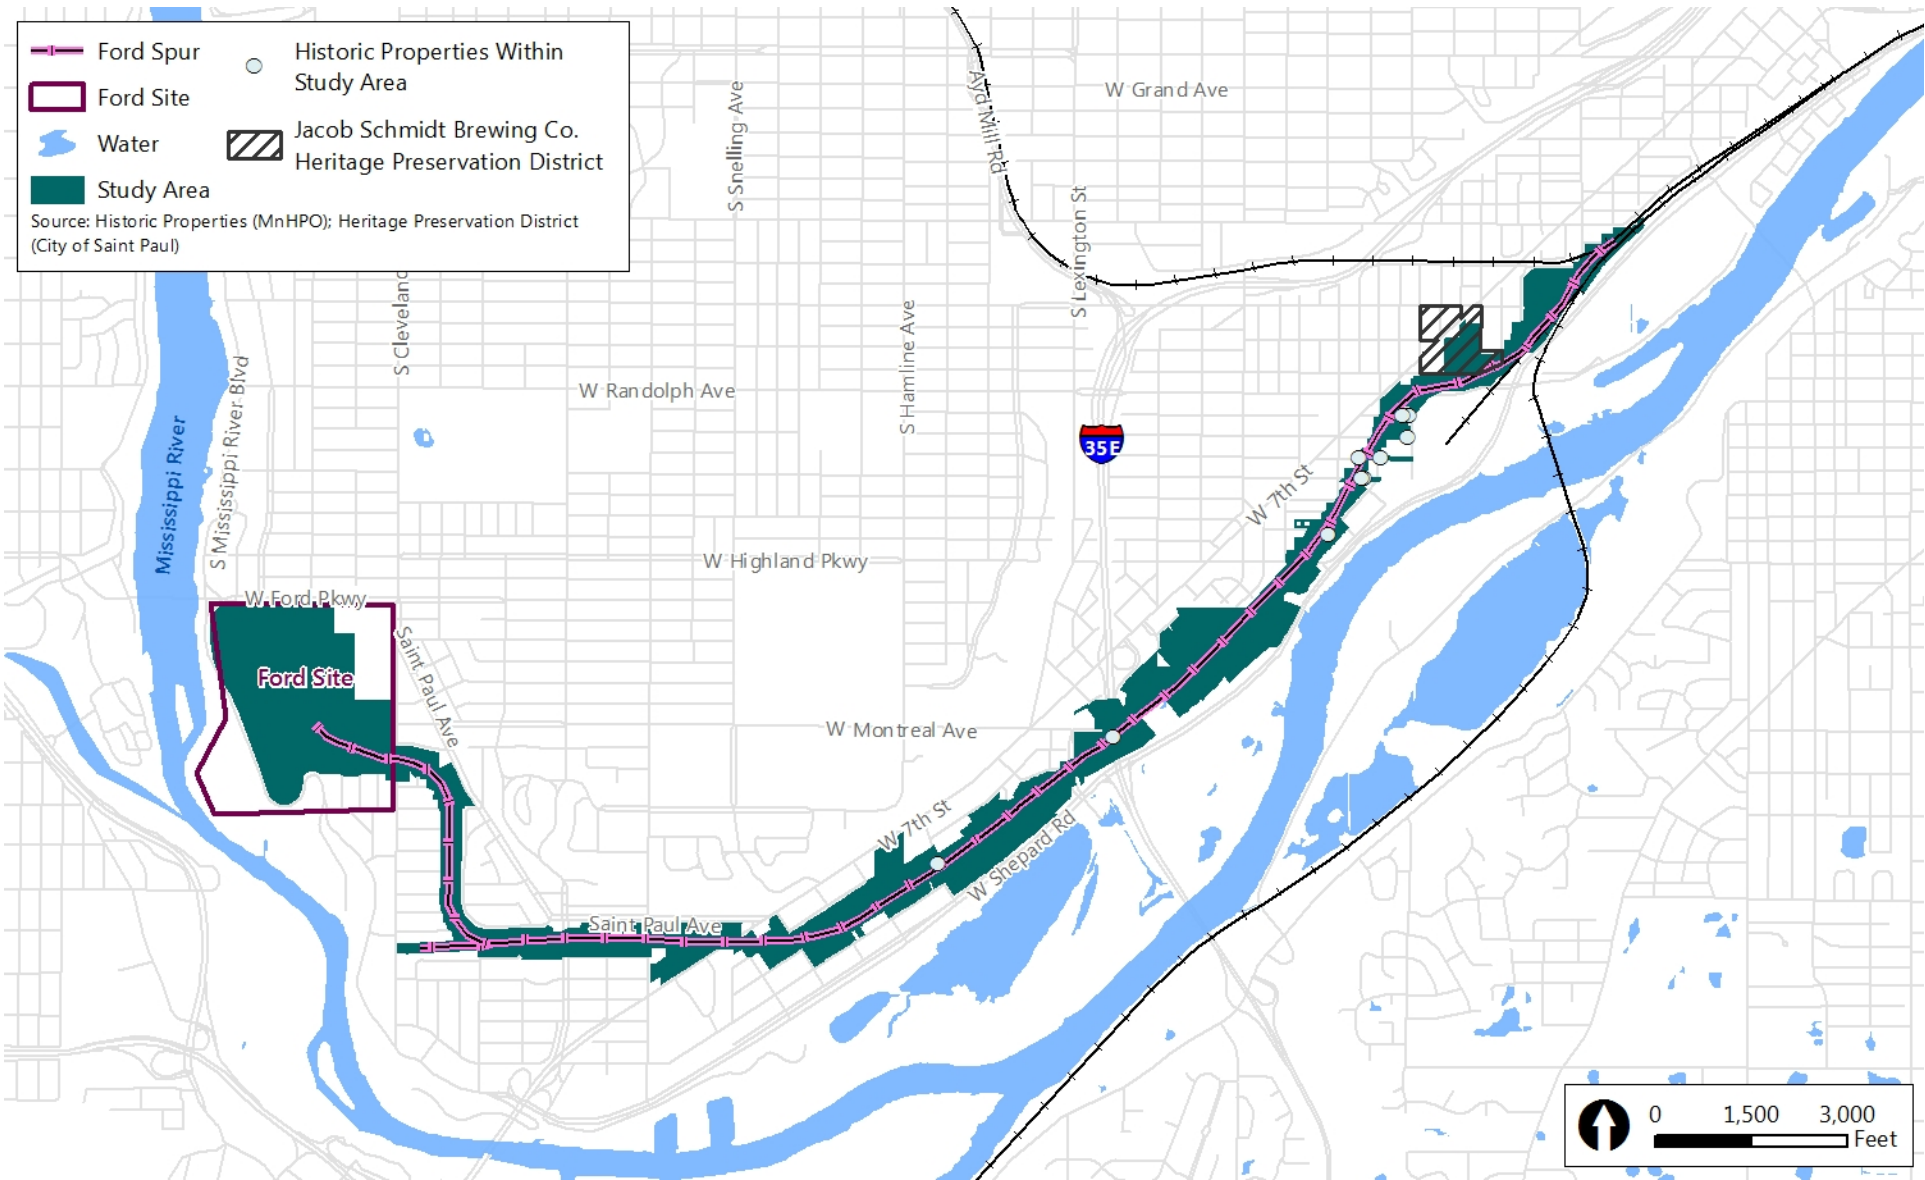 Ford Spur
Ford Site
Water
Study Area
Historic Properties Within
Study Area
Jacob Schmidt Brewing Co.
Heritage Preservation District
Source: Historic Properties (MnHPO); Heritage Preservation District
(City of Saint Paul)
S Snelling Ave
Ayd Mill Rd
W Grand Ave
S Lexington St
S Cleveland
S Hamline Ave
W Randolph Ave
Mississippi River
S Mississippi River Blvd
35E
W 7th St
W Highland Pkwy
W Ford Pkwy
Saint Paul Ave
Ford Site
W Montreal Ave
W 7th St
W Shepard Rd
Saint Paul Ave
0 1,500 3,000
Feet